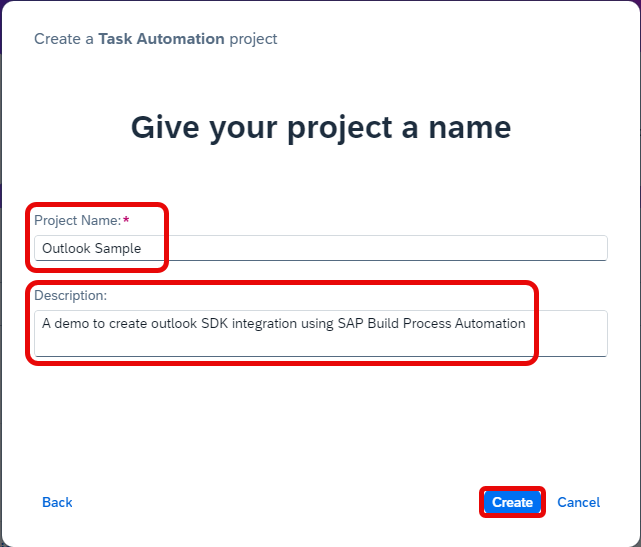 Create a Task Automation project
Give your project a name
Project Name:*
Outlook Sample
Description:
A demo to create outlook SDK integration using SAP Build Process Automation
Back
Create
Cancel